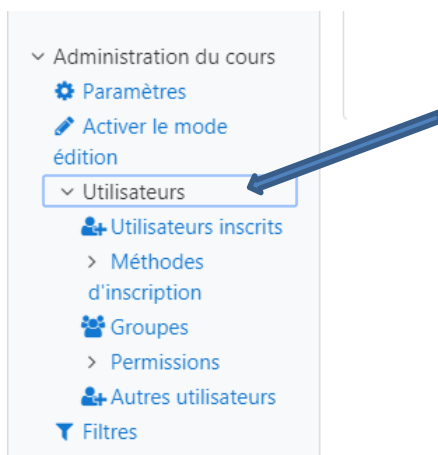 Administration du cours
Paramètres
Activer le mode
édition
Utilisateurs
Utilisateurs inscrits
Méthodes
d'inscription
Groupes
Permissions
Autres utilisateurs
Filtres